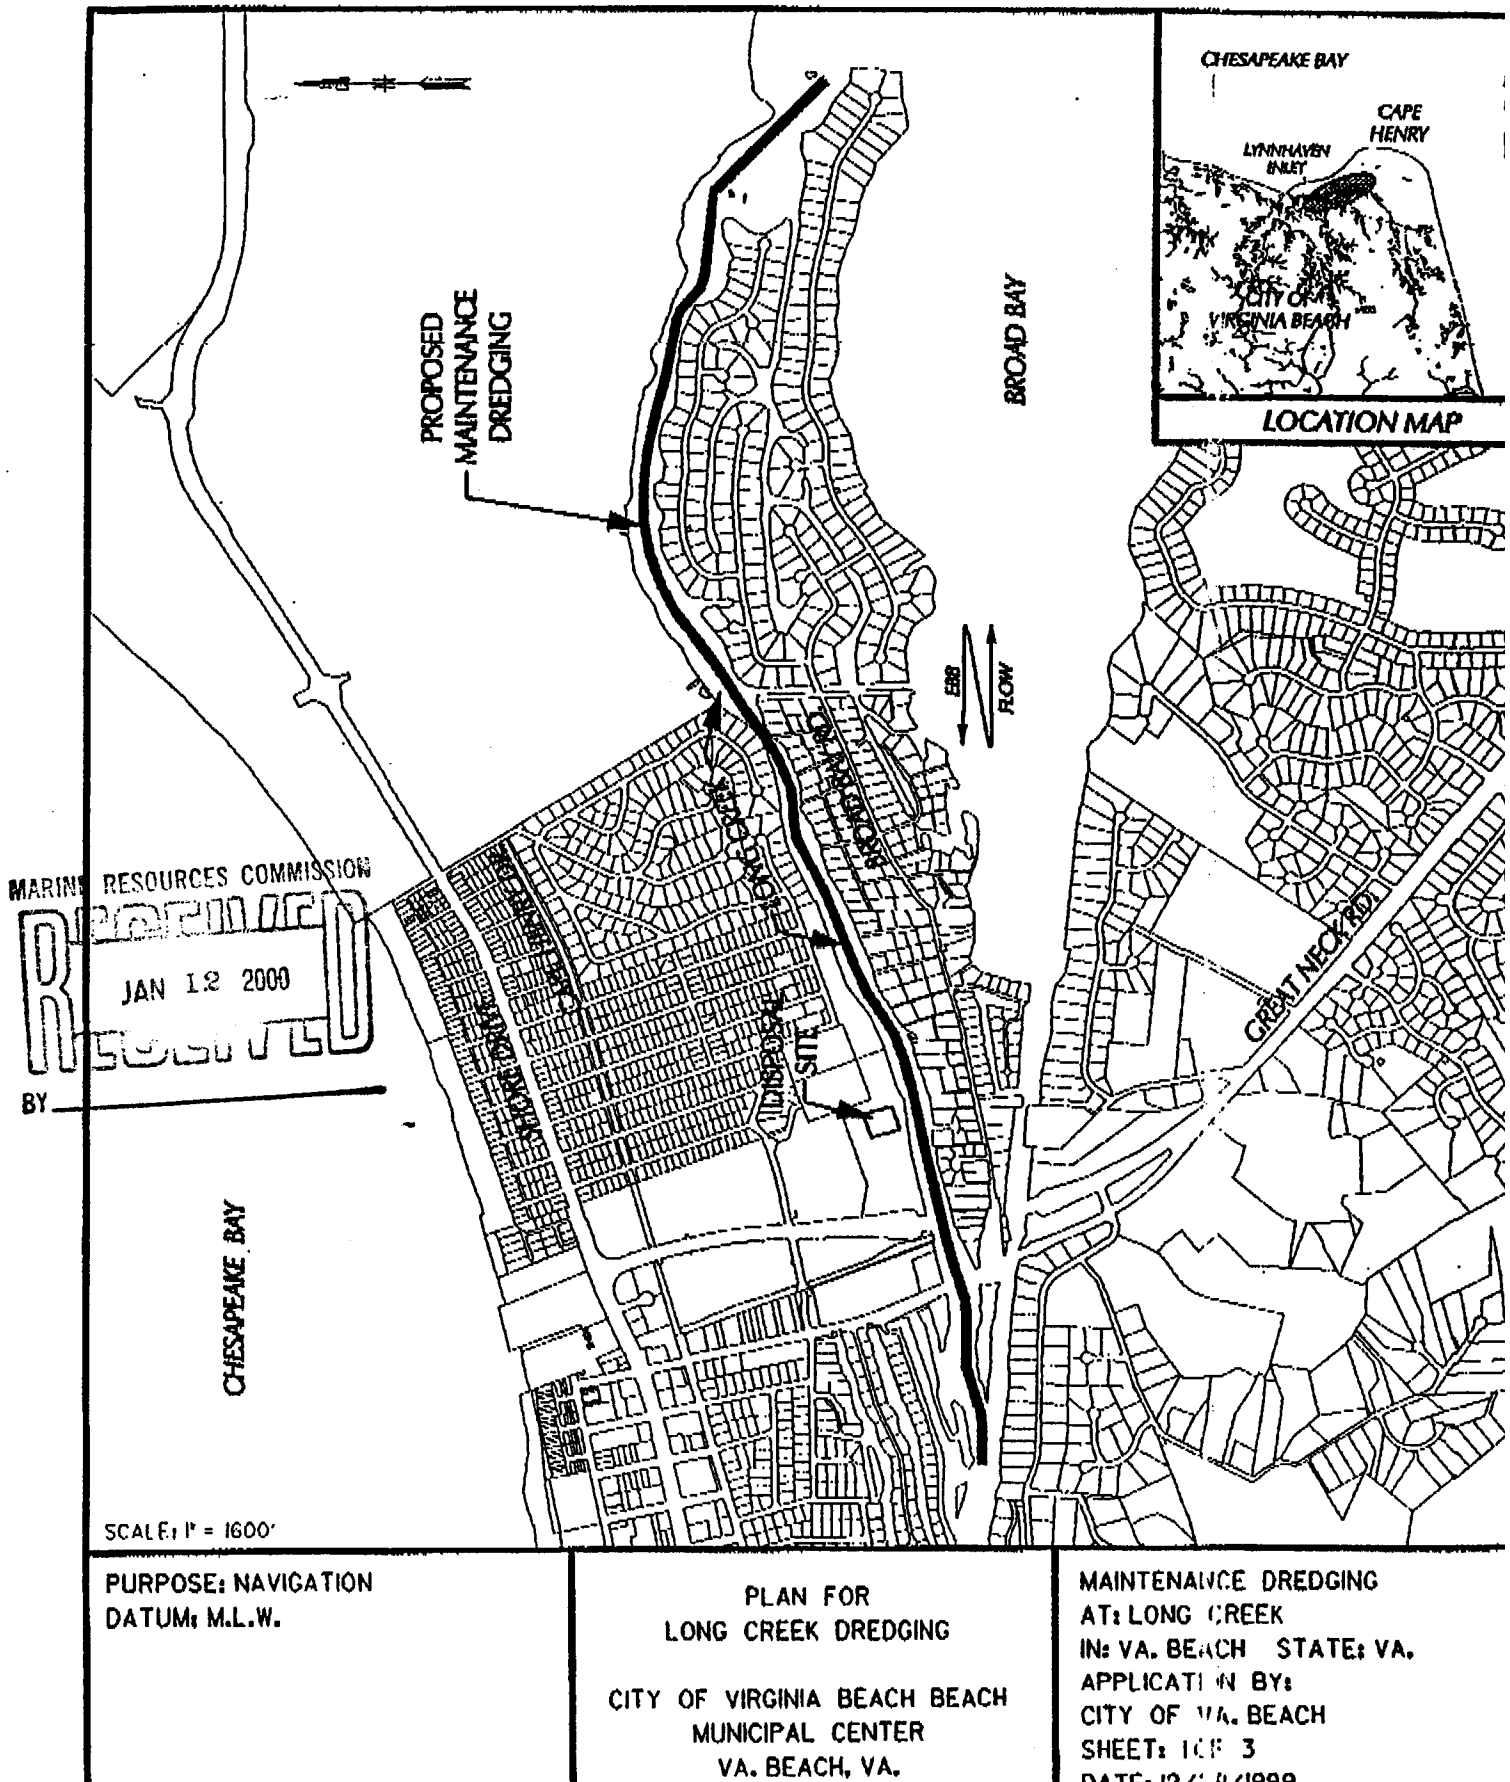 CHESAPEAKE BAY
CAPE
HENRY
LYNNHAVEN
INLET
CITY OF
VIRGINIA BEACH
LOCATION MAP
PROPOSED
MAINTENANCE
DREDGING
BROAD BAY
EBB
FLOW
BROAD BAY RD.
LONG CREEK
CAPE HENRY DR.
SHORE DRIVE
DISPOSAL
SITE
GREAT NECK RD.
MARINE RESOURCES COMMISSION
RECEIVED
JAN 12 2000
RECEIVED
BY
CHESAPEAKE BAY
SCALE: 1" = 1600'
PURPOSE: NAVIGATION
DATUM: M.L.W.
PLAN FOR
LONG CREEK DREDGING
CITY OF VIRGINIA BEACH BEACH
MUNICIPAL CENTER
VA. BEACH, VA.
MAINTENANCE DREDGING
AT: LONG CREEK
IN: VA. BEACH STATE: VA.
APPLICATION BY:
CITY OF VA. BEACH
SHEET: 1 OF 3